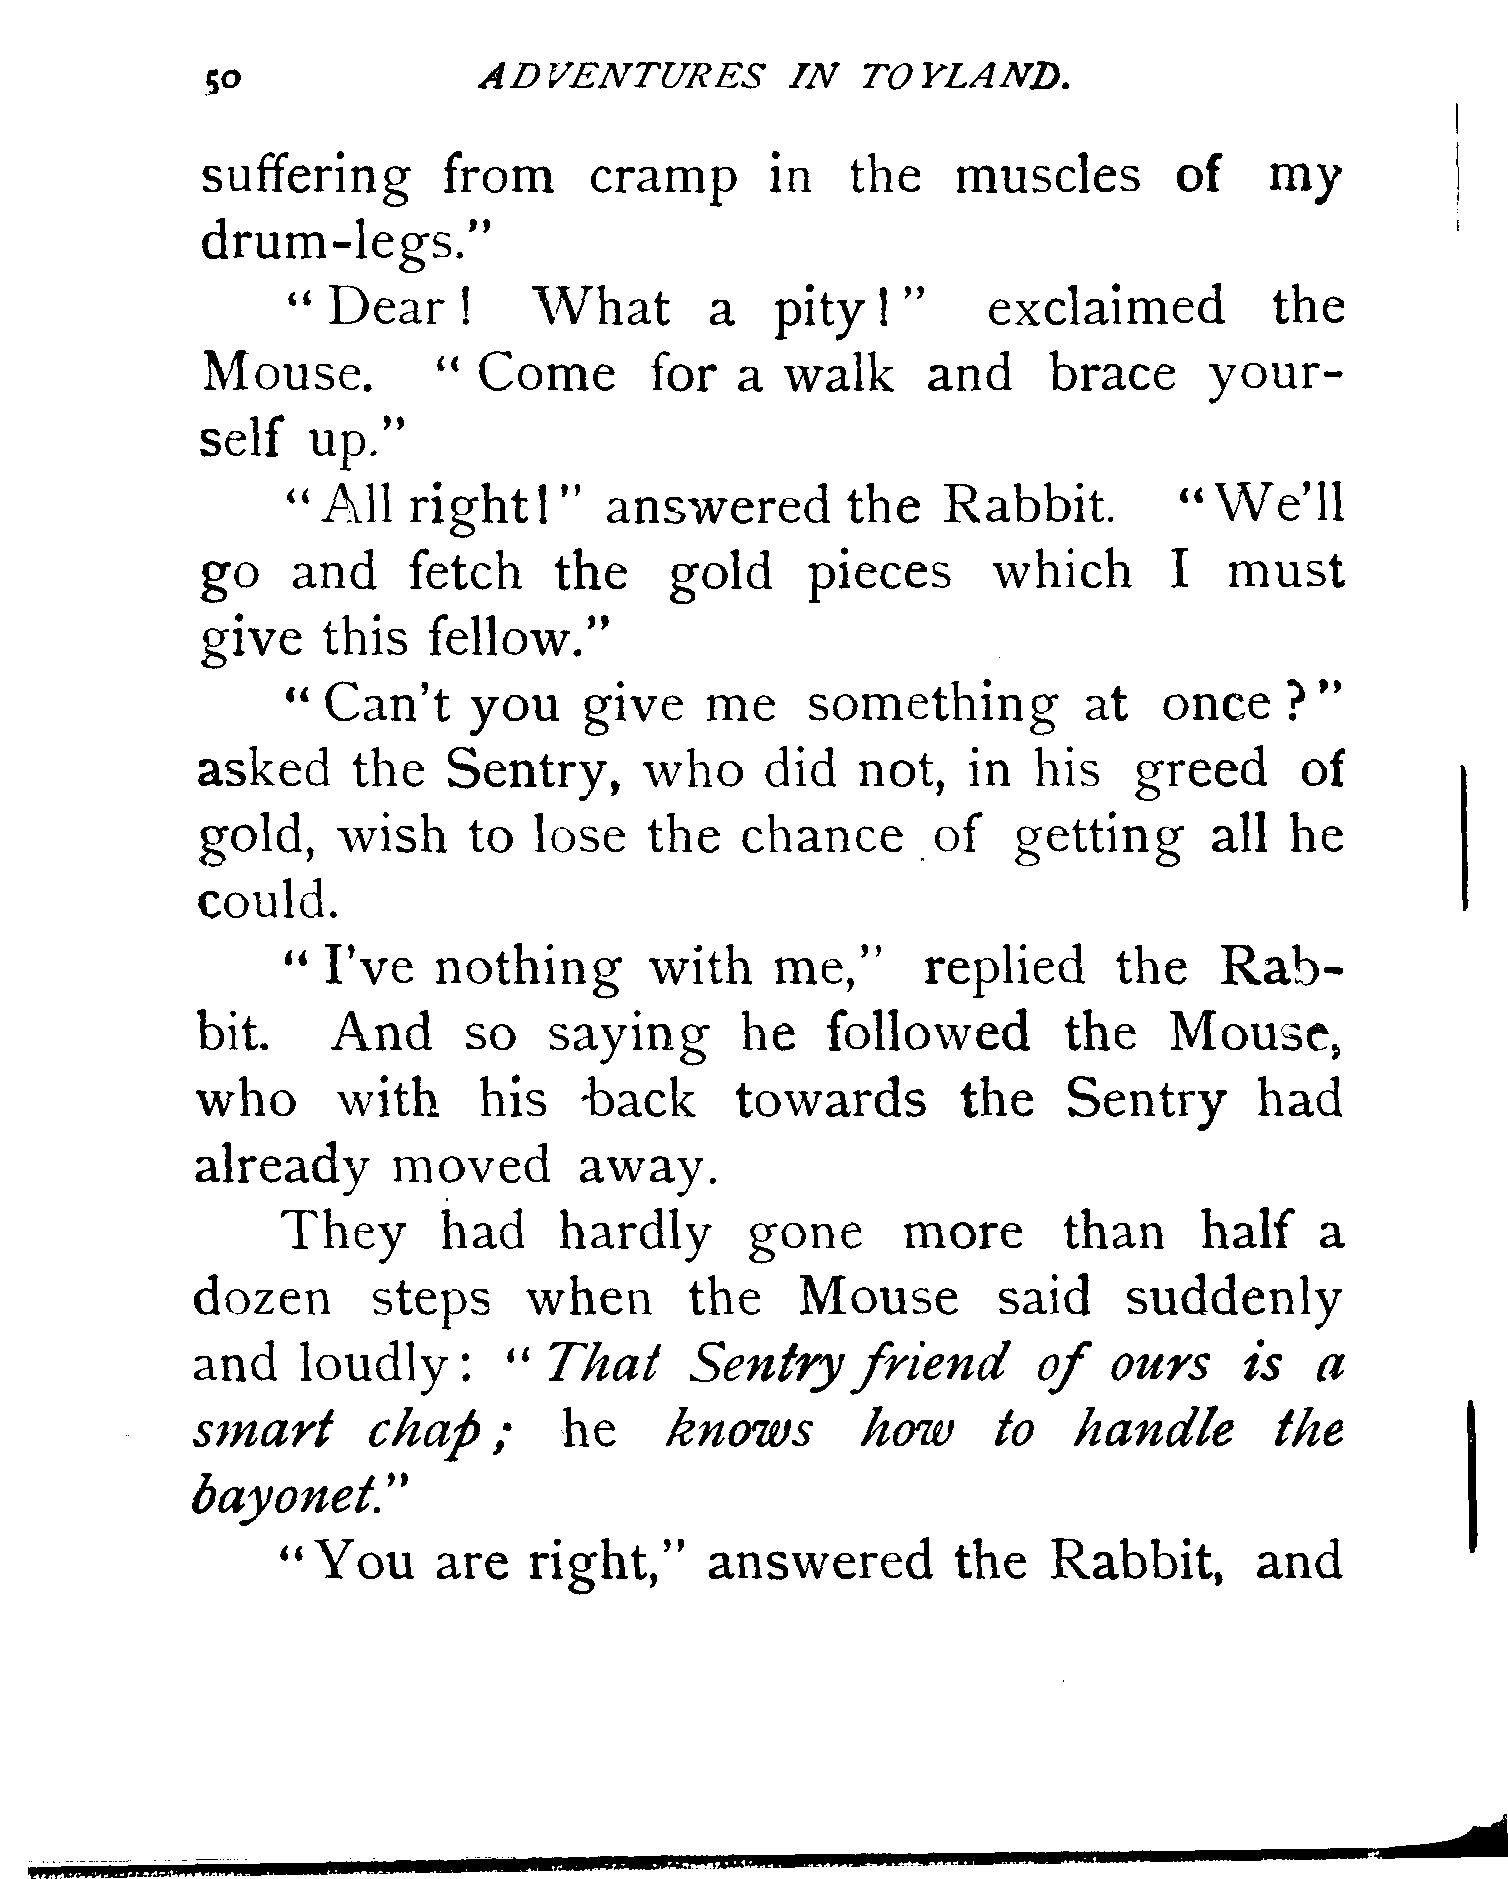 50 ADVENTURES IN TOYLAND.
suffering from cramp in the muscles of my
drum-legs."
"Dear! What a pity!" exclaimed the
Mouse. "Come for a walk and brace your-
self up."
"All right!" answered the Rabbit. "We'll
go and fetch the gold pieces which I must
give this fellow."
"Can't you give me something at once?"
asked the Sentry, who did not, in his greed of
gold, wish to lose the chance of getting all he
could.
"I've nothing with me," replied the Rab-
bit. And so saying he followed the Mouse,
who with his back towards the Sentry had
already moved away.
They had hardly gone more than half a
dozen steps when the Mouse said suddenly
and loudly: "That Sentry friend of ours is a
smart chap; he knows how to handle the
bayonet."
"You are right," answered the Rabbit, and